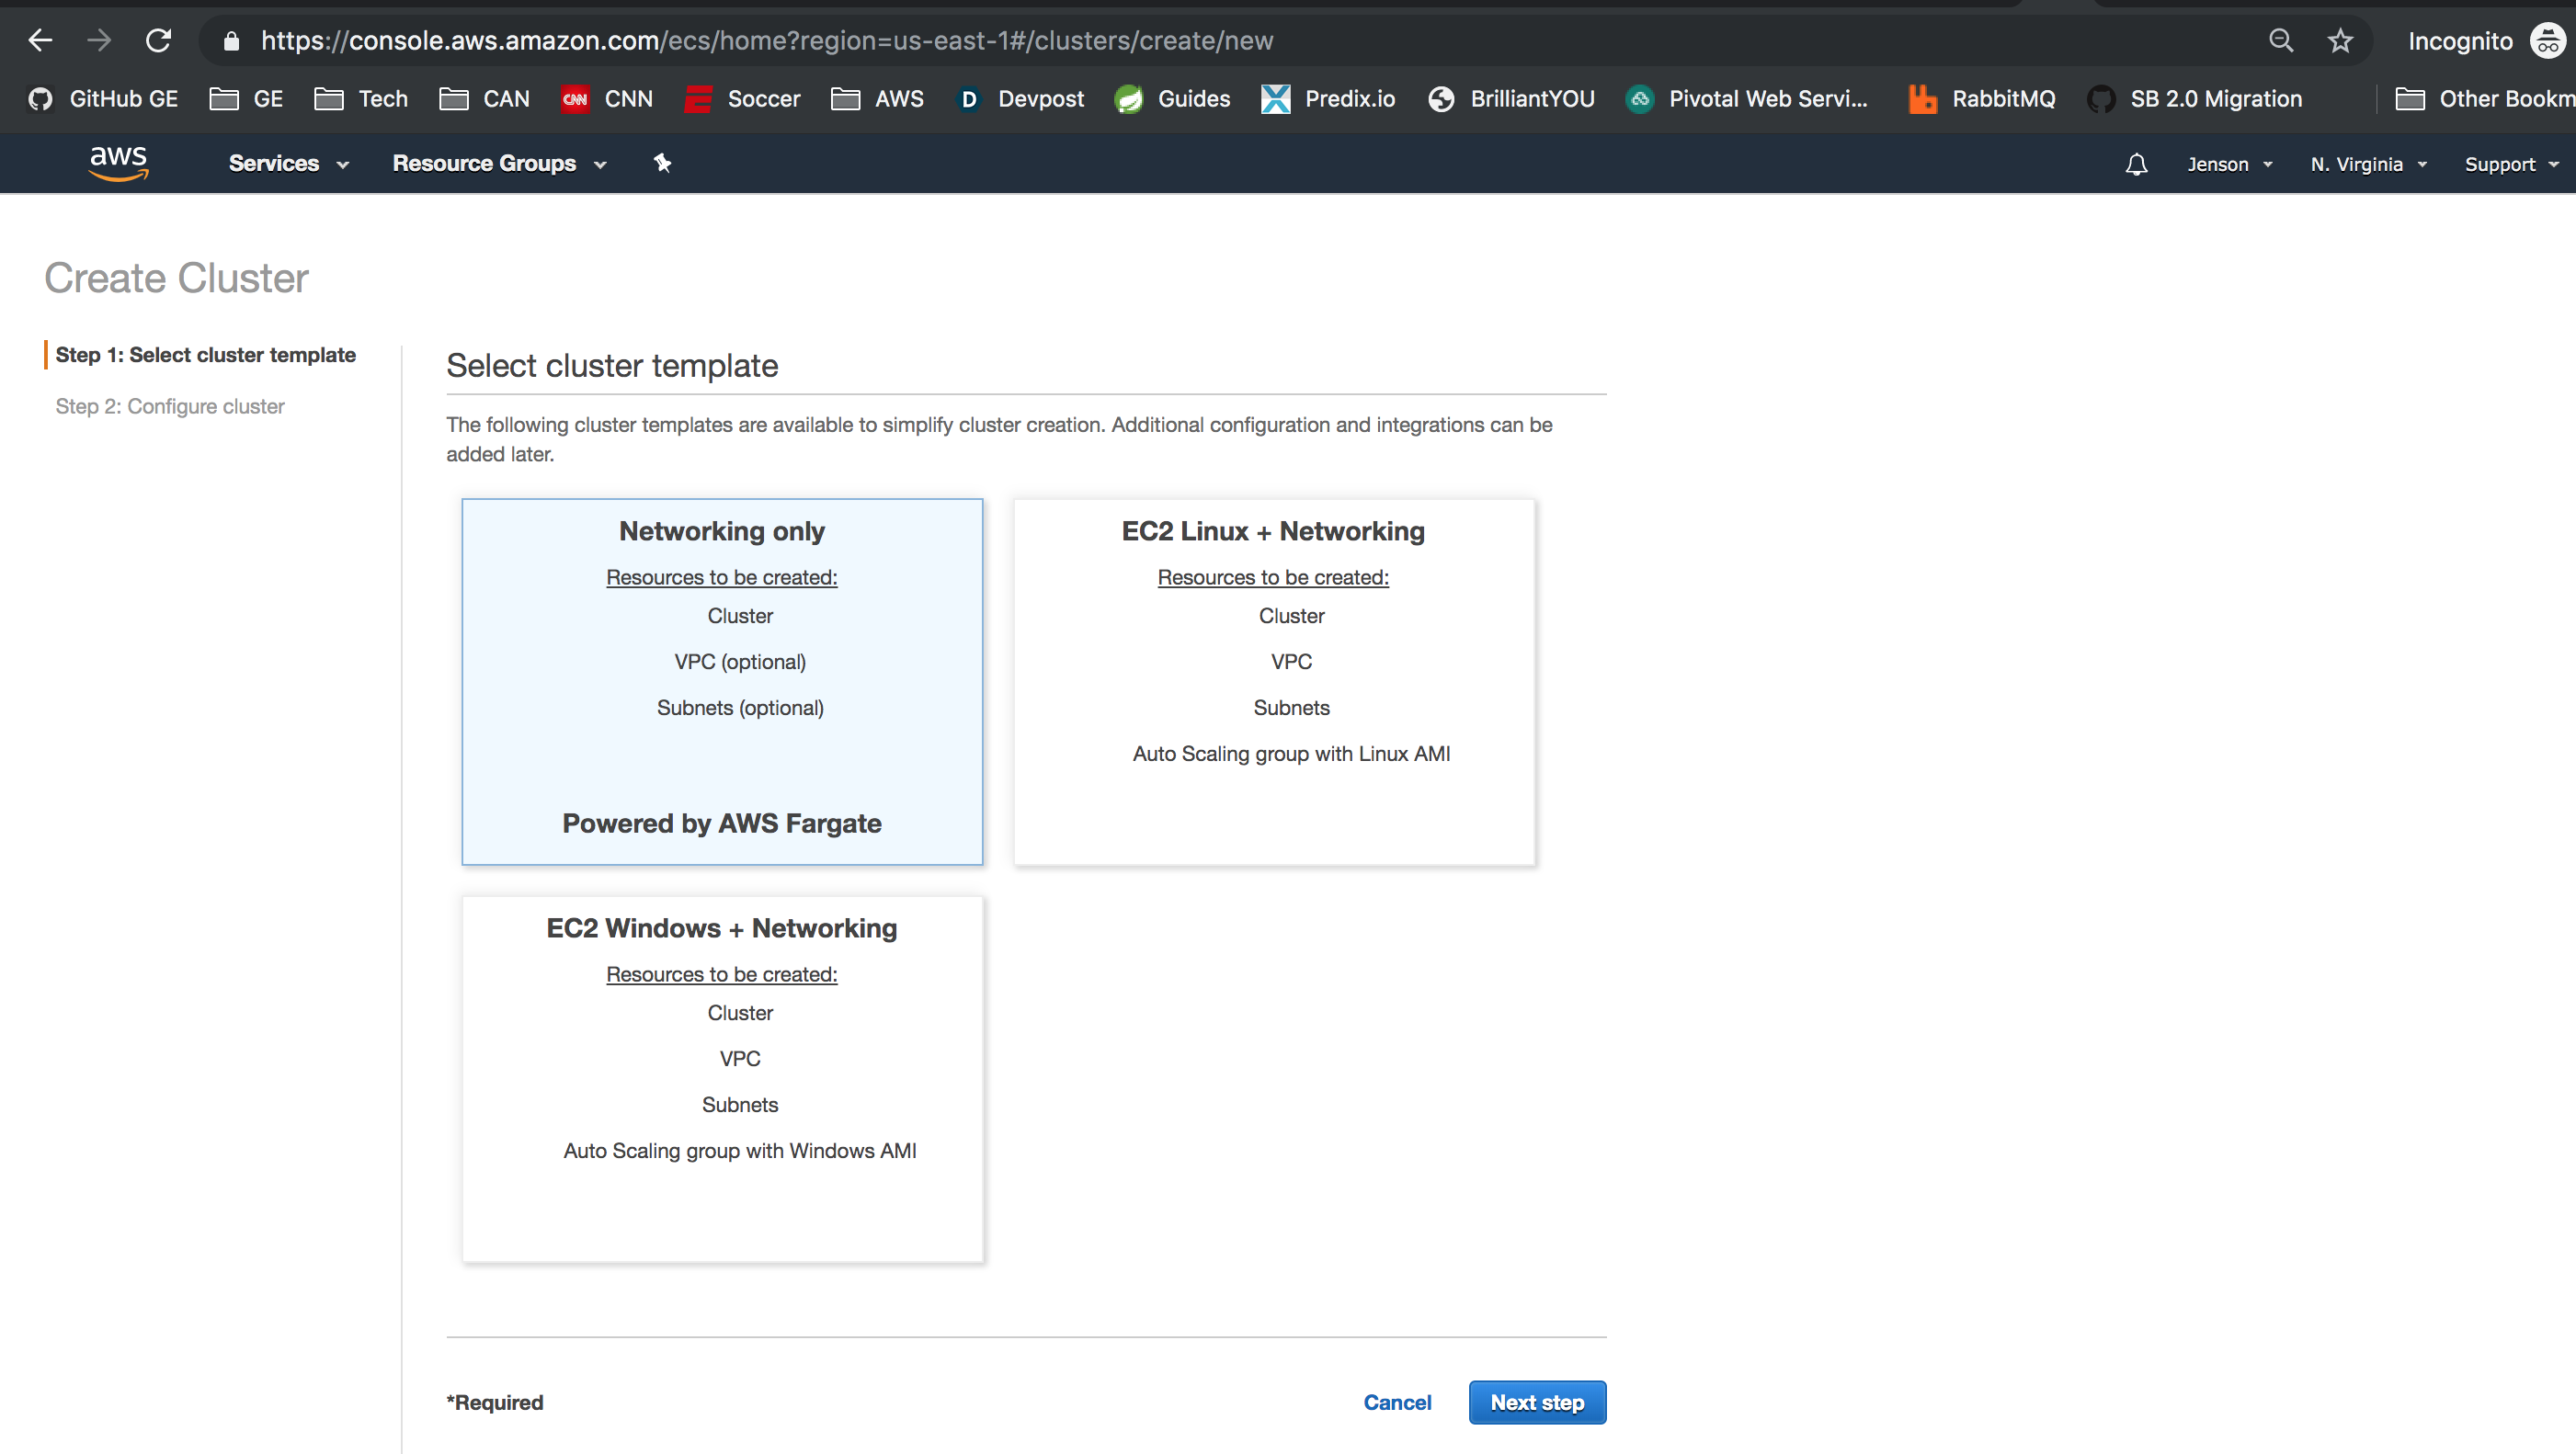 https://console.aws.amazon.com/ecs/home?region=us-east-1#/clusters/create/new
Incognito
GitHub GE
GE
Tech
CAN
CNN
CNN
Soccer
AWS
D
Devpost
Guides
Predix.io
BrilliantYOU
Pivotal Web Servi...
RabbitMQ
SB 2.0 Migration
Other Bookm
aws
Services
Resource Groups
Jenson
N. Virginia
Support
Create Cluster
Step 1: Select cluster template
Step 2: Configure cluster
Select cluster template
The following cluster templates are available to simplify cluster creation. Additional configuration and integrations can be
added later.
Networking only
Resources to be created:
Cluster
VPC (optional)
Subnets (optional)
Powered by AWS Fargate
EC2 Linux + Networking
Resources to be created:
Cluster
VPC
Subnets
Auto Scaling group with Linux AMI
EC2 Windows + Networking
Resources to be created:
Cluster
VPC
Subnets
Auto Scaling group with Windows AMI
*Required
Cancel
Next step